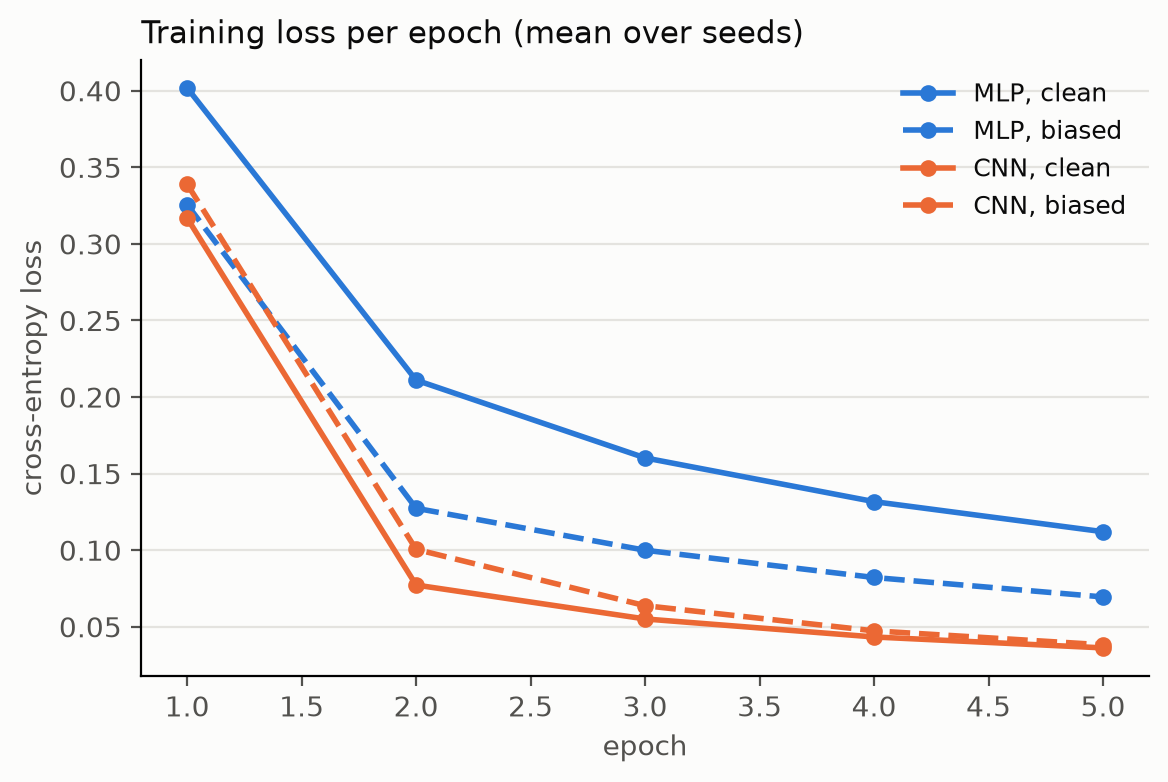 Training loss per epoch (mean over seeds)
0.40
0.35
0.30
0.25
0.20
0.15
0.10
0.05
cross-entropy loss
MLP, clean
MLP, biased
CNN, clean
CNN, biased
1.0 1.5 2.0 2.5 3.0 3.5 4.0 4.5 5.0
epoch